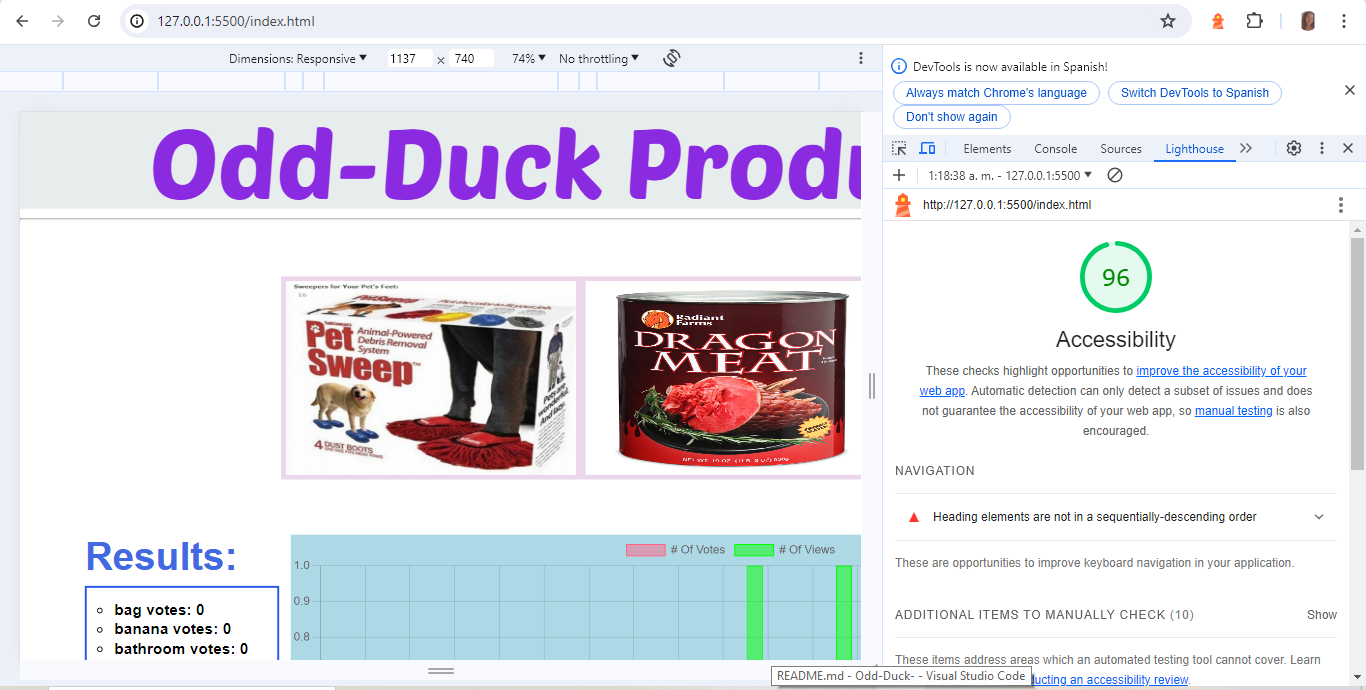 127.0.0.1:5500/index.html
Dimensions: Responsive
1137 × 740
74%
No throttling
Odd-Duck Produ
Sweepers for Your Pet's Feet!
PetSweep
Pet Sweep™
Animal-Powered
Debris Removal
System
4 DUST BOOTS
Pets are
wonderful.
And lazy.
Radiant
Farms
DRAGON
MEAT
Results:
bag votes: 0
banana votes: 0
bathroom votes: 0
# Of Votes
# Of Views
1.0
0.9
0.8
DevTools is now available in Spanish!
Always match Chrome's language
Switch DevTools to Spanish
Don't show again
Elements
Console
Sources
Lighthouse
1:18:38 a. m. - 127.0.0.1:5500
http://127.0.0.1:5500/index.html
96
Accessibility
These checks highlight opportunities to improve the accessibility of your
web app. Automatic detection can only detect a subset of issues and does
not guarantee the accessibility of your web app, so manual testing is also
encouraged.
NAVIGATION
Heading elements are not in a sequentially-descending order
These are opportunities to improve keyboard navigation in your application.
ADDITIONAL ITEMS TO MANUALLY CHECK (10)
Show
These items address areas which an automated testing tool cannot cover. Learn
ducting an accessibility review.
README.md - Odd-Duck- - Visual Studio Code